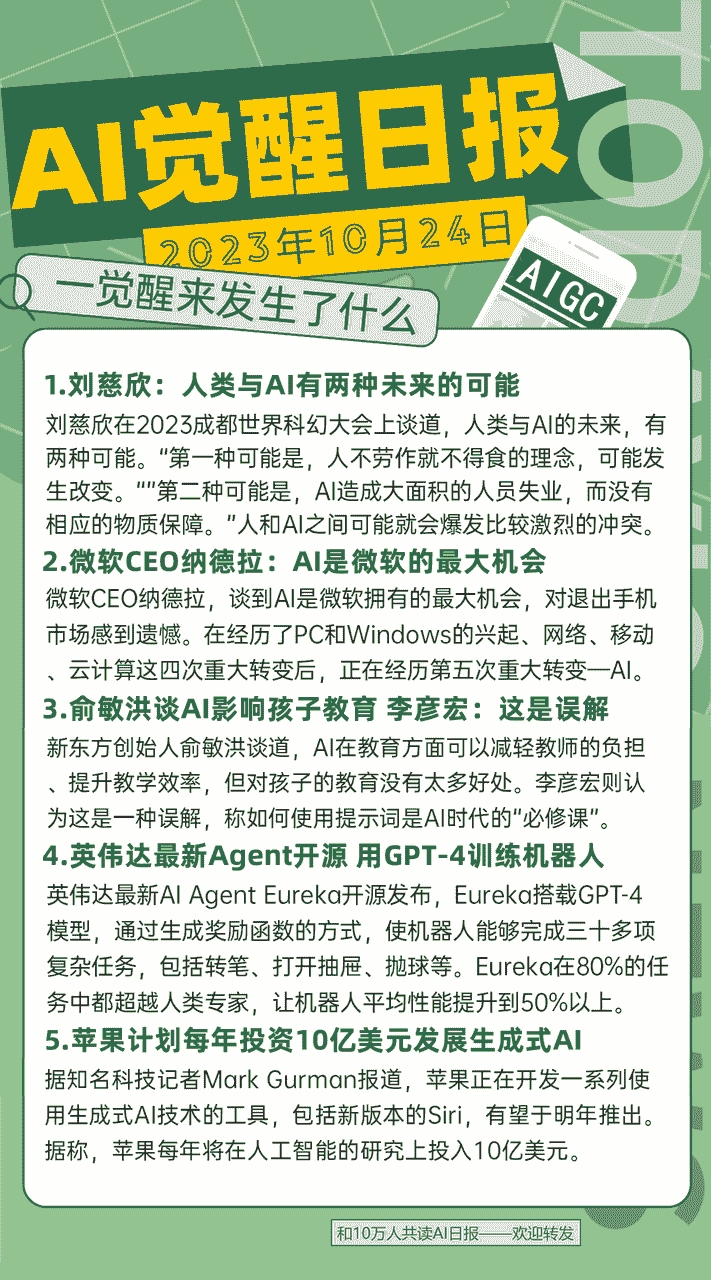 AI觉醒日报
2023年10月24日
一觉醒来发生了什么
AIGC
1.刘慈欣：人类与AI有两种未来的可能
刘慈欣在2023成都世界科幻大会上谈道，人类与AI的未来，有
两种可能。“第一种可能是，人不劳作就不得食的理念，可能发
生改变。““第二种可能是，AI造成大面积的人员失业，而没有
相应的物质保障。”人和AI之间可能就会爆发比较激烈的冲突。
2.微软CEO纳德拉：AI是微软的最大机会
微软CEO纳德拉，谈到AI是微软拥有的最大机会，对退出手机
市场感到遗憾。在经历了PC和Windows的兴起、网络、移动
、云计算这四次重大转变后，正在经历第五次重大转变—AI。
3.俞敏洪谈AI影响孩子教育 李彦宏：这是误解
新东方创始人俞敏洪谈道，AI在教育方面可以减轻教师的负担
、提升教学效率，但对孩子的教育没有太多好处。李彦宏则认
为这是一种误解，称如何使用提示词是AI时代的“必修课”。
4.英伟达最新Agent开源 用GPT-4训练机器人
英伟达最新AI Agent Eureka开源发布，Eureka搭载GPT-4
模型，通过生成奖励函数的方式，使机器人能够完成三十多项
复杂任务，包括转笔、打开抽屉、抛球等。Eureka在80%的任
务中都超越人类专家，让机器人平均性能提升到50%以上。
5.苹果计划每年投资10亿美元发展生成式AI
据知名科技记者Mark Gurman报道，苹果正在开发一系列使
用生成式AI技术的工具，包括新版本的Siri，有望于明年推出。
据称，苹果每年将在人工智能的研究上投入10亿美元。
和10万人共读AI日报——欢迎转发